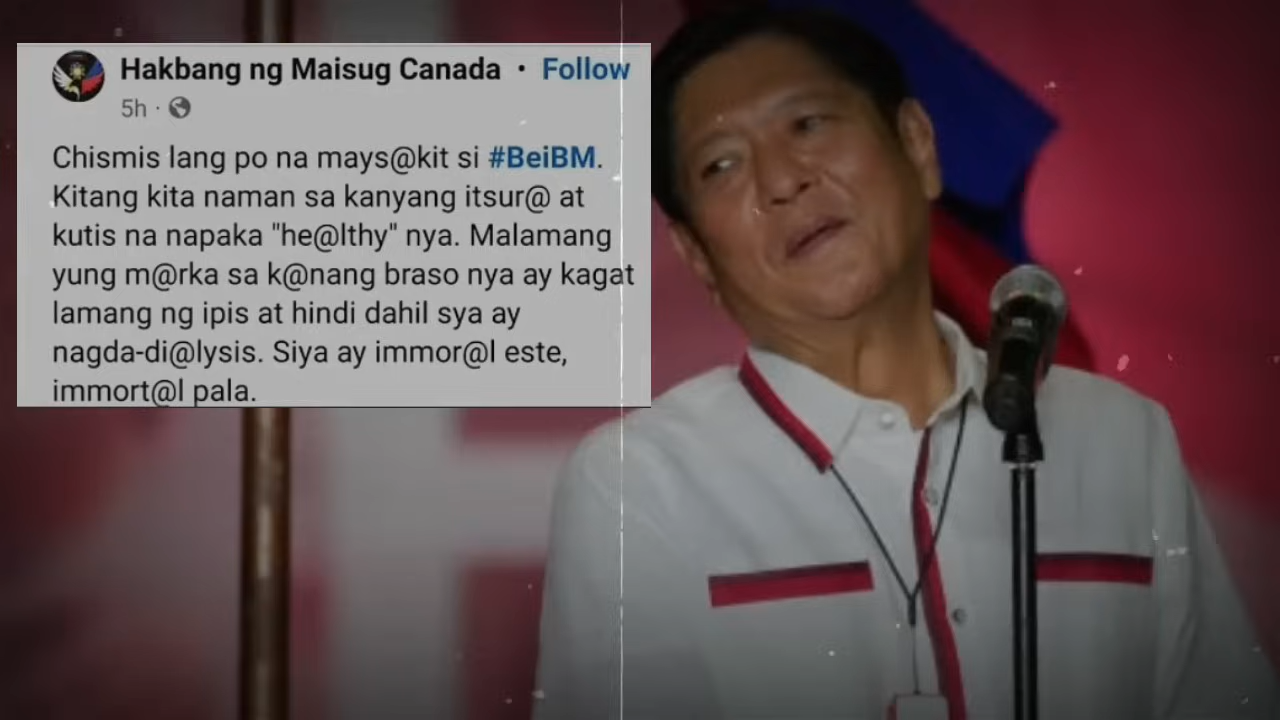 Hakbang ng Maisug Canada · Follow
5h ·
Chismis lang po na mays@kit si #BeiBM.
Kitang kita naman sa kanyang itsur@ at
kutis na napaka "he@lthy" nya. Malamang
yung m@rka sa k@nang braso nya ay kagat
lamang ng ipis at hindi dahil sya ay
nagda-di@lysis. Siya ay immor@l este,
immort@l pala.